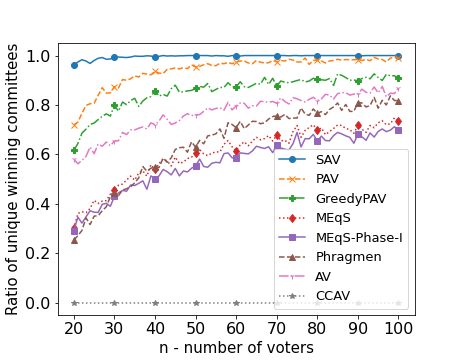 Ratio of unique winning committees
1.0
0.8
0.6
0.4
0.2
0.0
SAV
PAV
GreedyPAV
MEqS
MEqS-Phase-I
Phragmen
AV
CCAV
20 30 40 50 60 70 80 90 100
n - number of voters